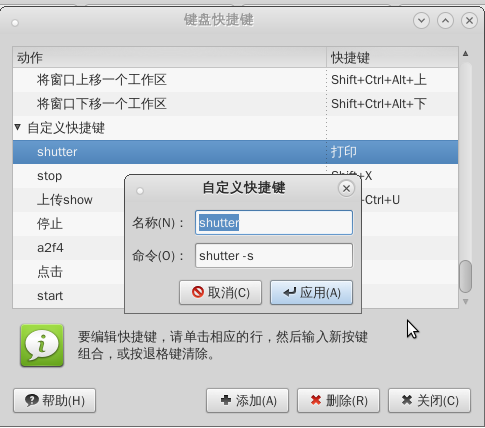 键盘快捷键
动作 快捷键
将窗口上移一个工作区 Shift+Ctrl+Alt+上
将窗口下移一个工作区 Shift+Ctrl+Alt+下
自定义快捷键
shutter 打印
stop Shift+X
上传show Ctrl+U
停止
a2f4
点击
start
自定义快捷键
名称(N)： shutter
命令(O)： shutter -s
取消(C) 应用(A)
要编辑快捷键，请单击相应的行，然后输入新按键
组合，或按退格键清除。
帮助(H) 添加(A) 删除(R) 关闭(C)